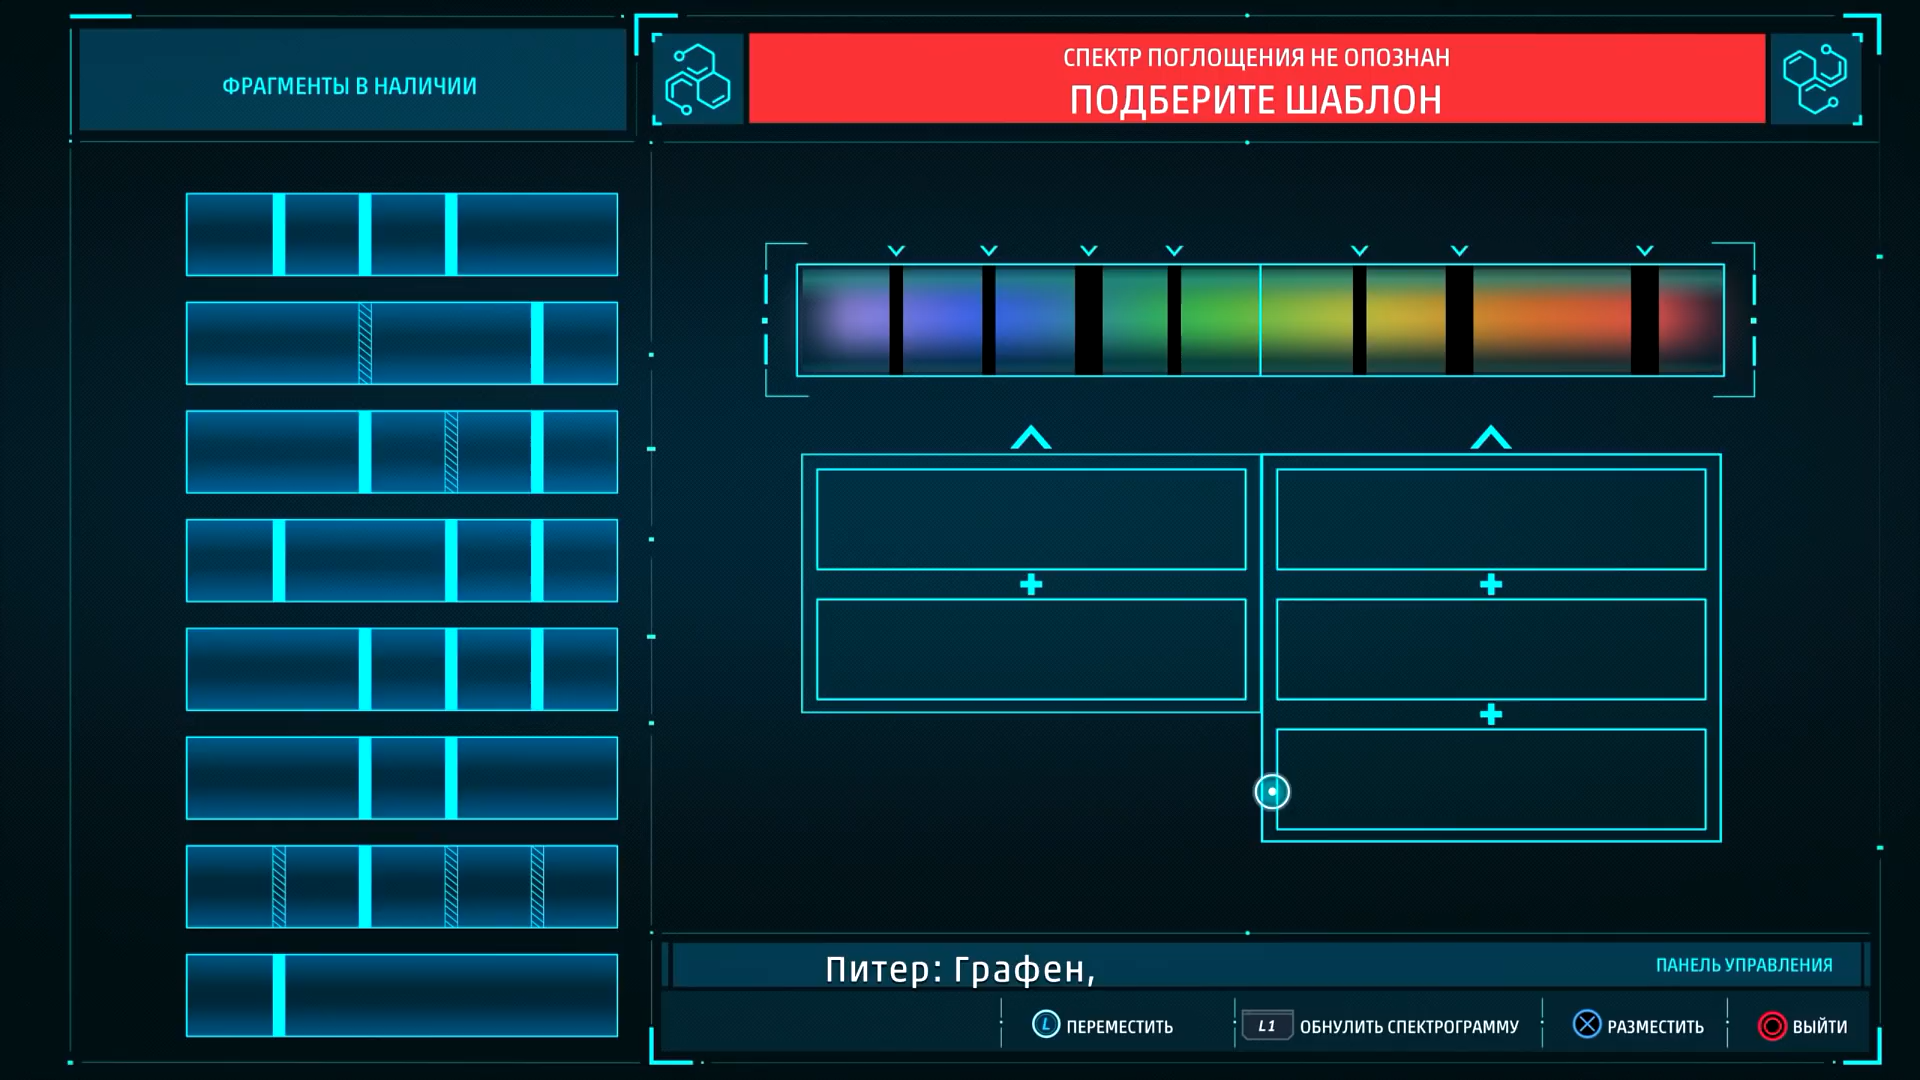 ФРАГМЕНТЫ В НАЛИЧИИ
СПЕКТР ПОГЛОЩЕНИЯ НЕ ОПОЗНАН
ПОДБЕРИТЕ ШАБЛОН
Питер: Графен,
ПАНЕЛЬ УПРАВЛЕНИЯ
L ПЕРЕМЕСТИТЬ
L1 ОБНУЛИТЬ СПЕКТРОГРАММУ
РАЗМЕСТИТЬ
ВЫЙТИ